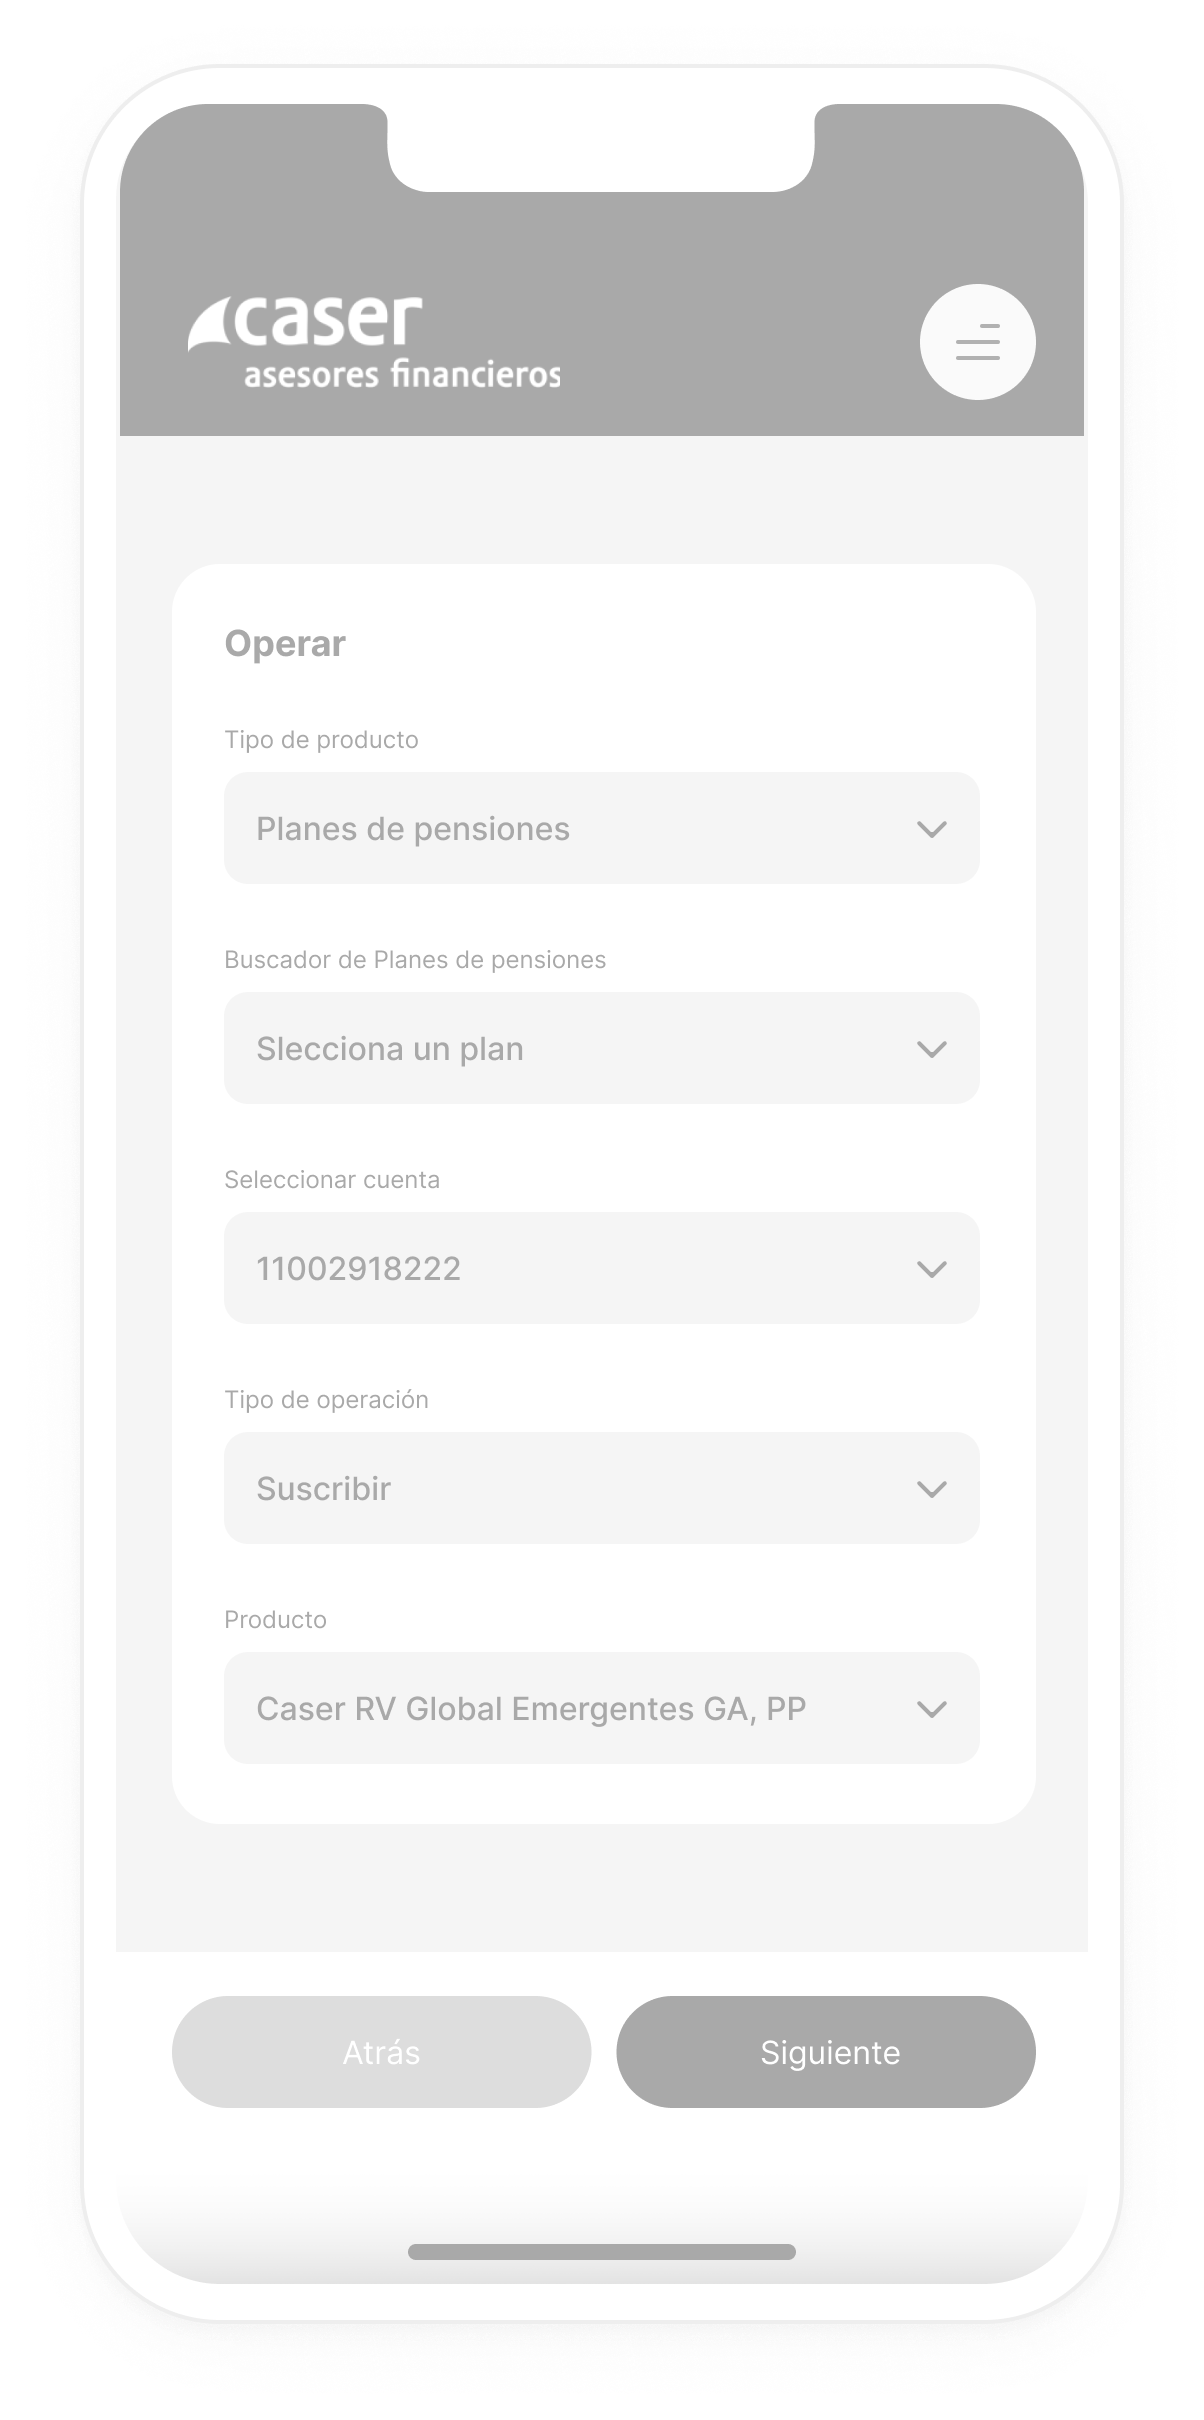 caser
asesores financieros
Operar
Tipo de producto
Planes de pensiones
Buscador de Planes de pensiones
Slecciona un plan
Seleccionar cuenta
11002918222
Tipo de operación
Suscribir
Producto
Caser RV Global Emergentes GA, PP
Atrás
Siguiente